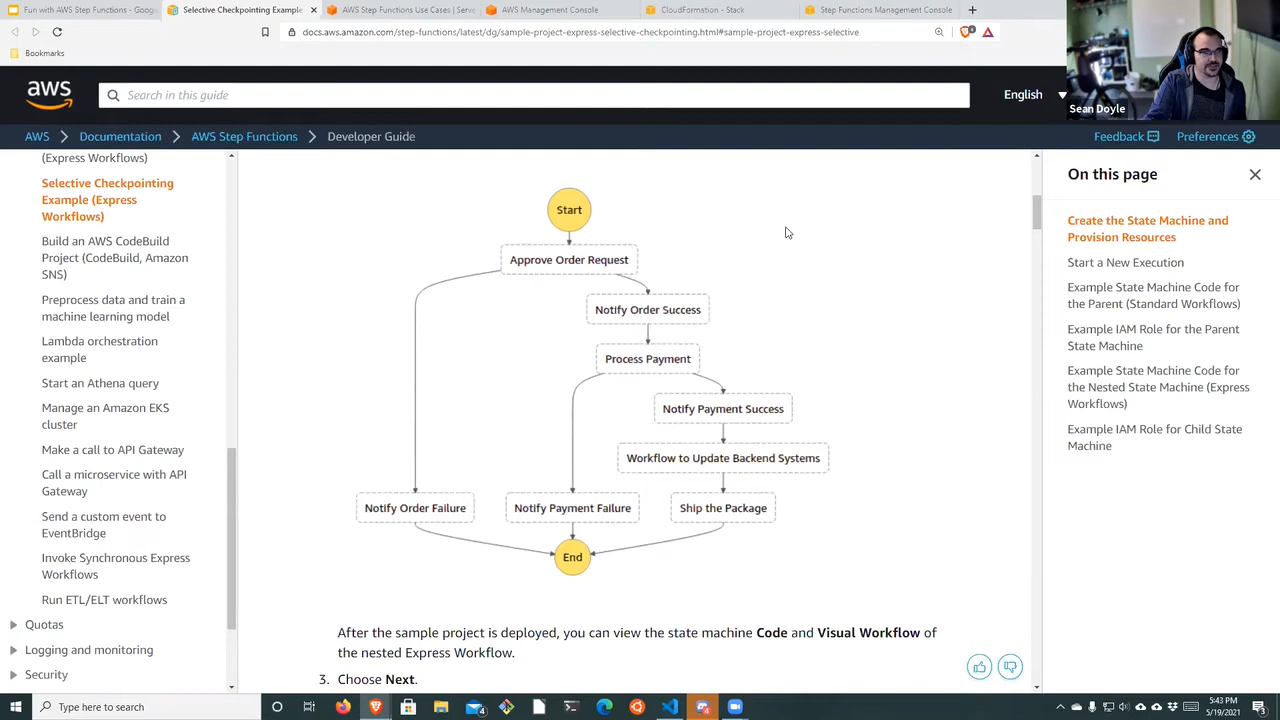 Fun with AWS Step Functions - Googl
Selective Checkpointing Example
AWS Step Functions Use Cases | Serve
AWS Management Console
CloudFormation - Stack
Step Functions Management Console
docs.aws.amazon.com/step-functions/latest/dg/sample-project-express-selective-checkpointing.html#sample-project-express-selective
Bookmarks
aws
Search in this guide
English
Sean Doyle
AWS
Documentation
AWS Step Functions
Developer Guide
Feedback
Preferences
(Express Workflows)
Selective Checkpointing
Example (Express
Workflows)
Build an AWS CodeBuild
Project (CodeBuild, Amazon
SNS)
Preprocess data and train a
machine learning model
Lambda orchestration
example
Start an Athena query
Manage an Amazon EKS
cluster
Make a call to API Gateway
Call a microservice with API
Gateway
Send a custom event to
EventBridge
Invoke Synchronous Express
Workflows
Run ETL/ELT workflows
Quotas
Logging and monitoring
Security
Start
Approve Order Request
Notify Order Success
Process Payment
Notify Payment Success
Workflow to Update Backend Systems
Notify Order Failure
Notify Payment Failure
Ship the Package
End
After the sample project is deployed, you can view the state machine Code and Visual Workflow of
the nested Express Workflow.
3. Choose Next.
On this page
Create the State Machine and
Provision Resources
Start a New Execution
Example State Machine Code for
the Parent (Standard Workflows)
Example IAM Role for the Parent
State Machine
Example State Machine Code for
the Nested State Machine (Express
Workflows)
Example IAM Role for Child State
Machine
Type here to search
5:43 PM
5/19/2021